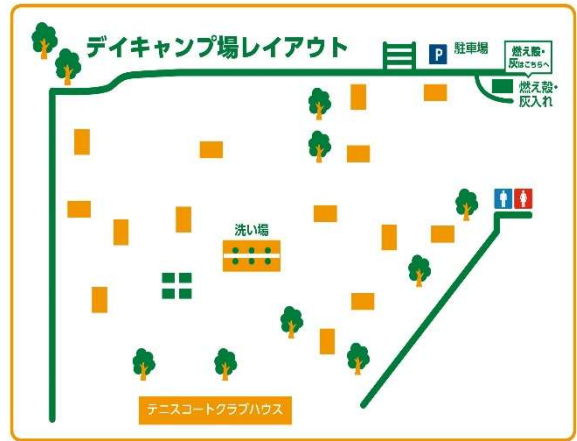 デイキャンプ場レイアウト
P
駐車場
燃え殻・
灰はこちらへ
燃え殻・
灰入れ
洗い場
テニスコートクラブハウス